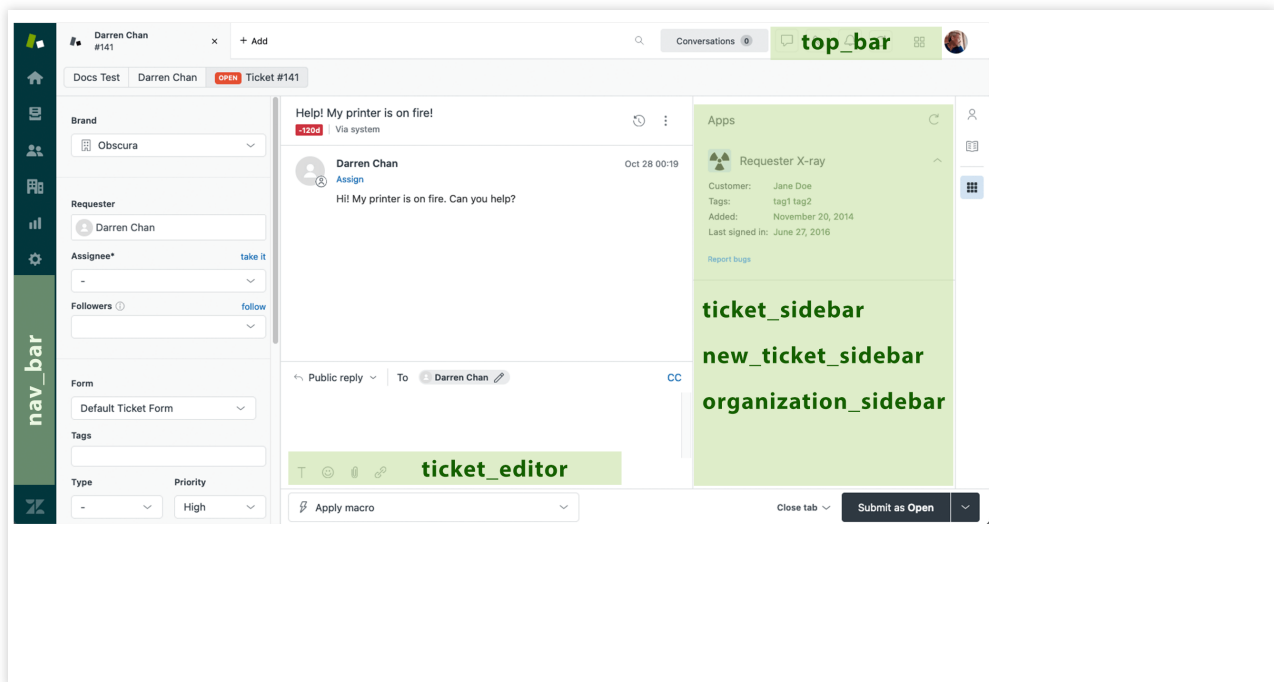 Darren Chan
#141
×
+ Add
Conversations 0
top_bar
Docs Test
Darren Chan
OPEN Ticket #141
Brand
Obscura
Requester
Darren Chan
Assignee*
take it
-
Followers
follow
Form
Default Ticket Form
Tags
Type
Priority
-
High
nav_bar
Help! My printer is on fire!
-120d
Via system
Darren Chan
Oct 28 00:19
Assign
Hi! My printer is on fire. Can you help?
Public reply
To
Darren Chan
CC
T
ticket_editor
Apply macro
Apps
Requester X-ray
Customer: Jane Doe
Tags: tag1 tag2
Added: November 20, 2014
Last signed in: June 27, 2016
Report bugs
ticket_sidebar
new_ticket_sidebar
organization_sidebar
Close tab
Submit as Open